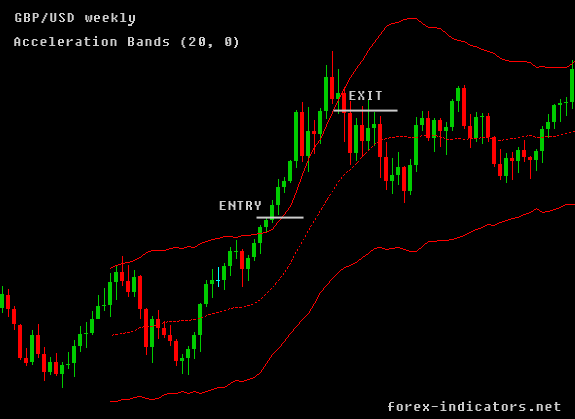 GBP/USD weekly
Acceleration Bands (20, 0)
EXIT
ENTRY
forex-indicators.net